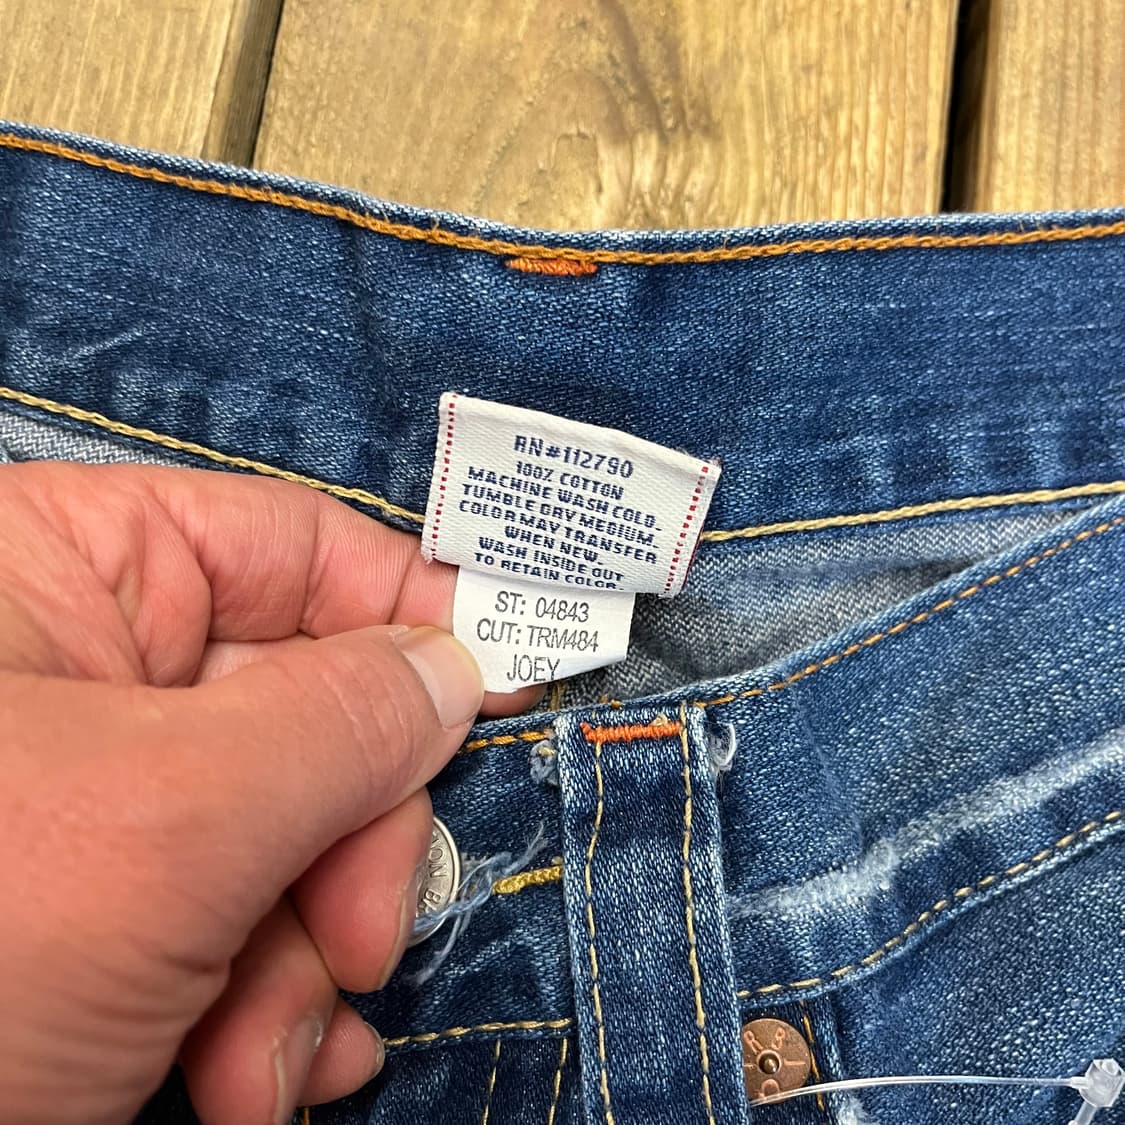 RN#112790
100% COTTON
MACHINE WASH COLD.
TUMBLE DRY MEDIUM.
COLOR MAY TRANSFER
WHEN NEW.
WASH INSIDE OUT
TO RETAIN COLOR.
ST: 04843
CUT: TRM484
JOEY